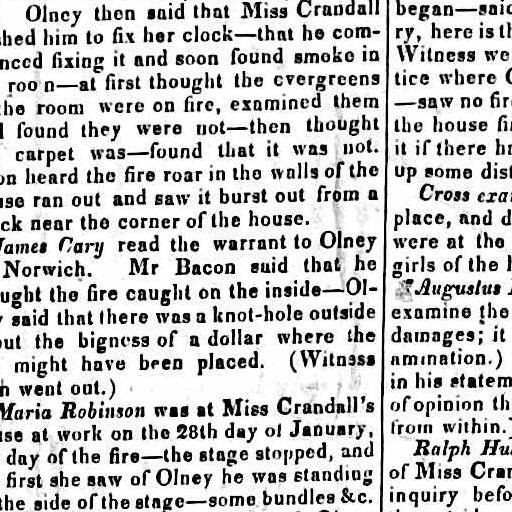 Olney then said that Miss Crandall
shed him to fix her clock—that he com-
nced fixing it and soon found smoke in
roo n—at first thought the evergreens
the room were on fire, examined them
found they were not—then thought
carpet was—found that it was not.
on heard the fire roar in the walls of the
use ran out and saw it burst out from a
ck near the corner of the house.
James Cary read the warrant to Olney
Norwich. Mr Bacon said that he
ught the fire caught on the inside—Ol-
y said that there was a knot-hole outside
out the bigness of a dollar where the
might have been placed. (Witness
n went out.)
Maria Robinson was at Miss Crandall's
use at work on the 28th day of January,
day of the fire—the stage stopped, and
first she saw of Olney he was standing
the side of the stage—some bundles &c.
began—said
ry, here is th
Witness we
tice where C
—saw no fire
the house fi
it if there h
up some dist
Cross exa
place, and d
were at the
girls of the h
Augustus
examine the
damages; it
amination.)
in his statem
of opinion th
from within.
Ralph Hu
of Miss Cran
inquiry befo